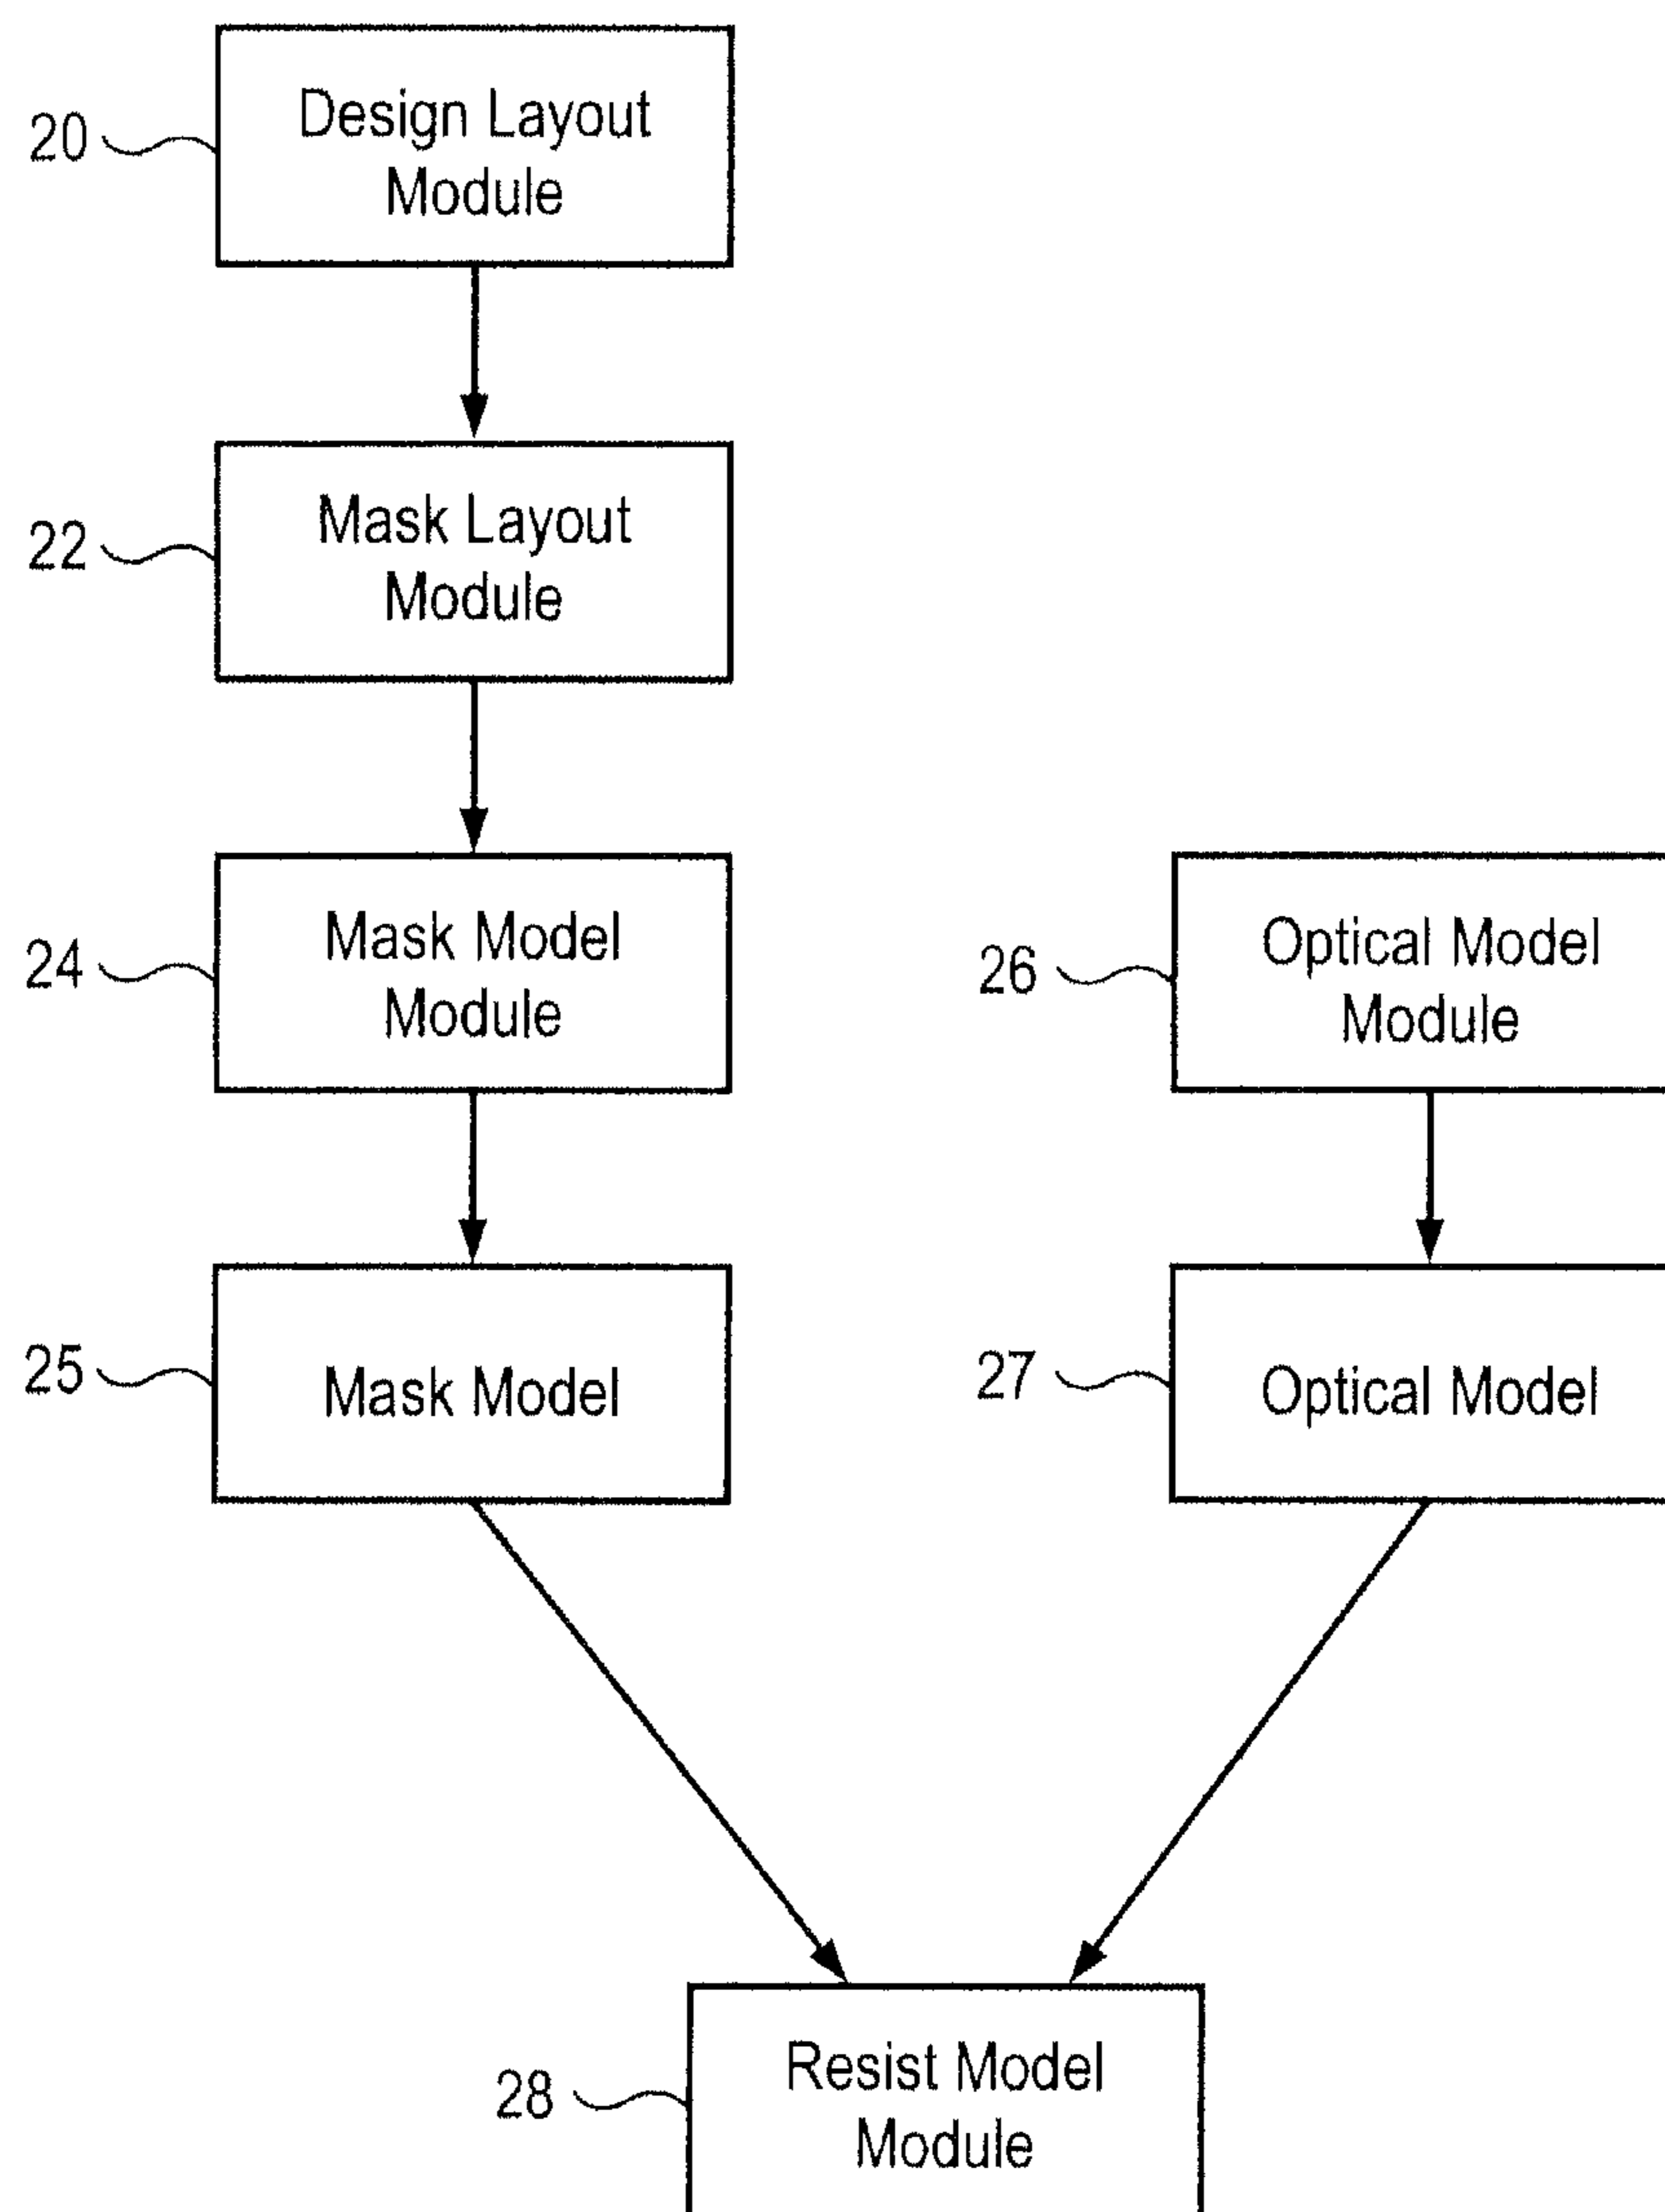 20
Design Layout
Module
22
Mask Layout
Module
24
Mask Model
Module
26
Optical Model
Module
25
Mask Model
27
Optical Model
28
Resist Model
Module